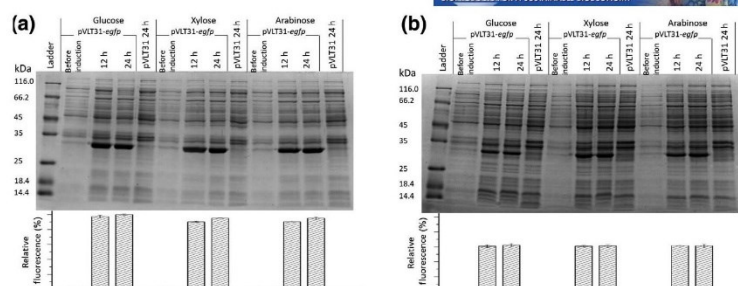 (a)
Glucose
Xylose
Arabinose
pVLT31-egfp
pVLT31-egfp
pVLT31-egfp
Ladder
Before induction
12 h
24 h
pVLT31 24 h
Before induction
12 h
24 h
pVLT31 24 h
Before induction
12 h
24 h
pVLT31 24 h
kDa
116.0
66.2
45
35
25
18.4
14.4
Relative
fluorescence (%)
(b)
Glucose
Xylose
Arabinose
pVLT31-egfp
pVLT31-egfp
pVLT31-egfp
Ladder
Before induction
12 h
24 h
pVLT31 24 h
Before induction
12 h
24 h
pVLT31 24 h
Before induction
12 h
24 h
pVLT31 24 h
kDa
116.0
66.2
45
35
25
18.4
14.4
Relative
fluorescence (%)